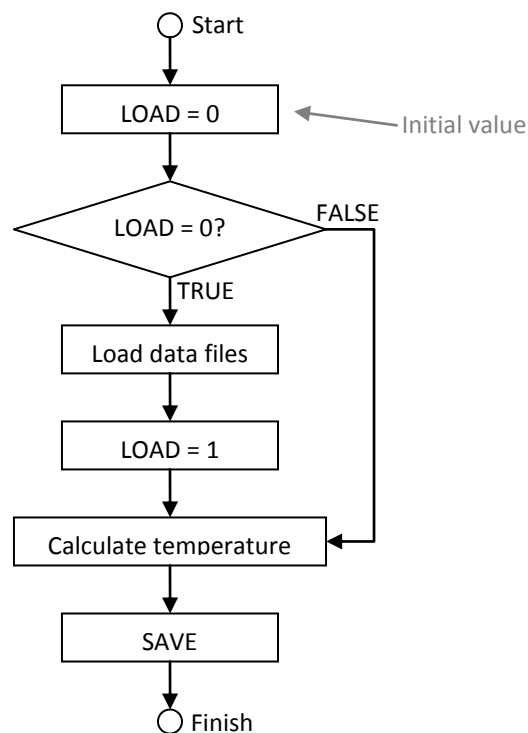 Start
LOAD = 0
Initial value
LOAD = 0?
FALSE
TRUE
Load data files
LOAD = 1
Calculate temperature
SAVE
Finish